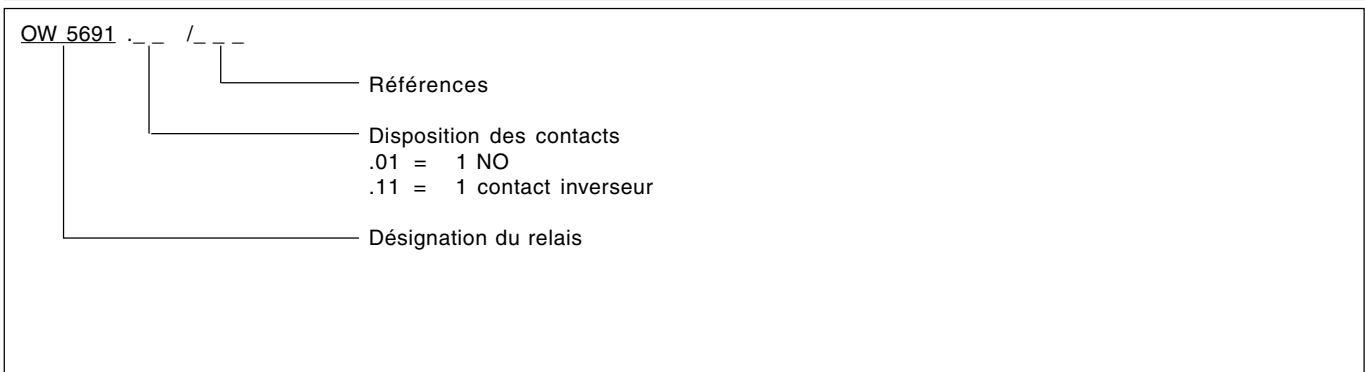 OW 5691 ._ _ /_ _ _
Références
Disposition des contacts
.01 = 1 NO
.11 = 1 contact inverseur
Désignation du relais